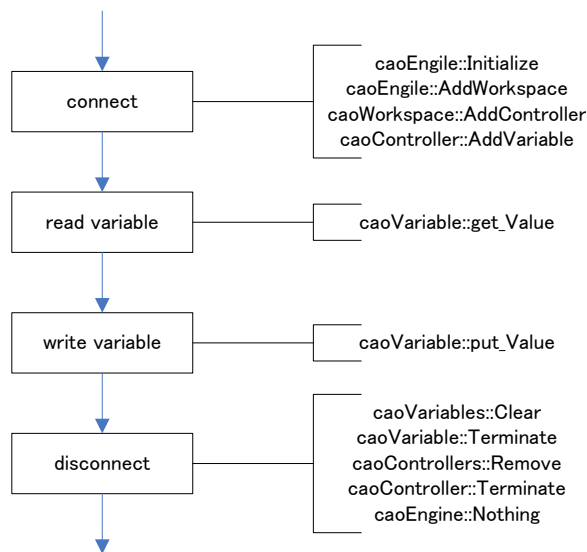 connect
caoEngile::Initialize
caoEngile::AddWorkspace
caoWorkspace::AddController
caoController::AddVariable
read variable
caoVariable::get_Value
write variable
caoVariable::put_Value
disconnect
caoVariables::Clear
caoVariable::Terminate
caoControllers::Remove
caoController::Terminate
caoEngine::Nothing